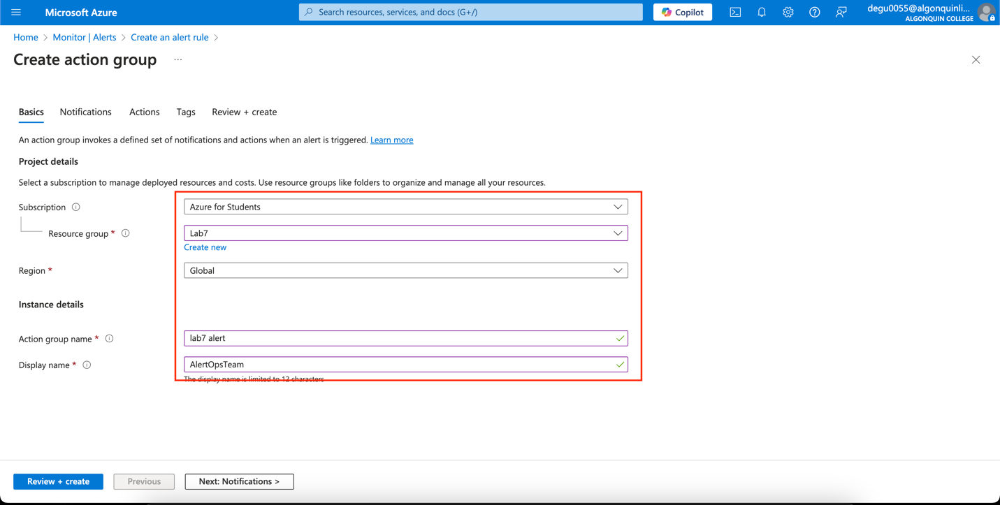 Microsoft Azure
Search resources, services, and docs (G+/)
Copilot
degu0055@algonquinli...
ALGONQUIN COLLEGE
Home > Monitor | Alerts > Create an alert rule >
Create action group ...
Basics Notifications Actions Tags Review + create
An action group invokes a defined set of notifications and actions when an alert is triggered. Learn more
Project details
Select a subscription to manage deployed resources and costs. Use resource groups like folders to organize and manage all your resources.
Subscription
Azure for Students
Resource group *
Lab7
Create new
Region *
Global
Instance details
Action group name *
lab7 alert
Display name *
AlertOpsTeam
The display name is limited to 12 characters
Review + create
Previous
Next: Notifications >